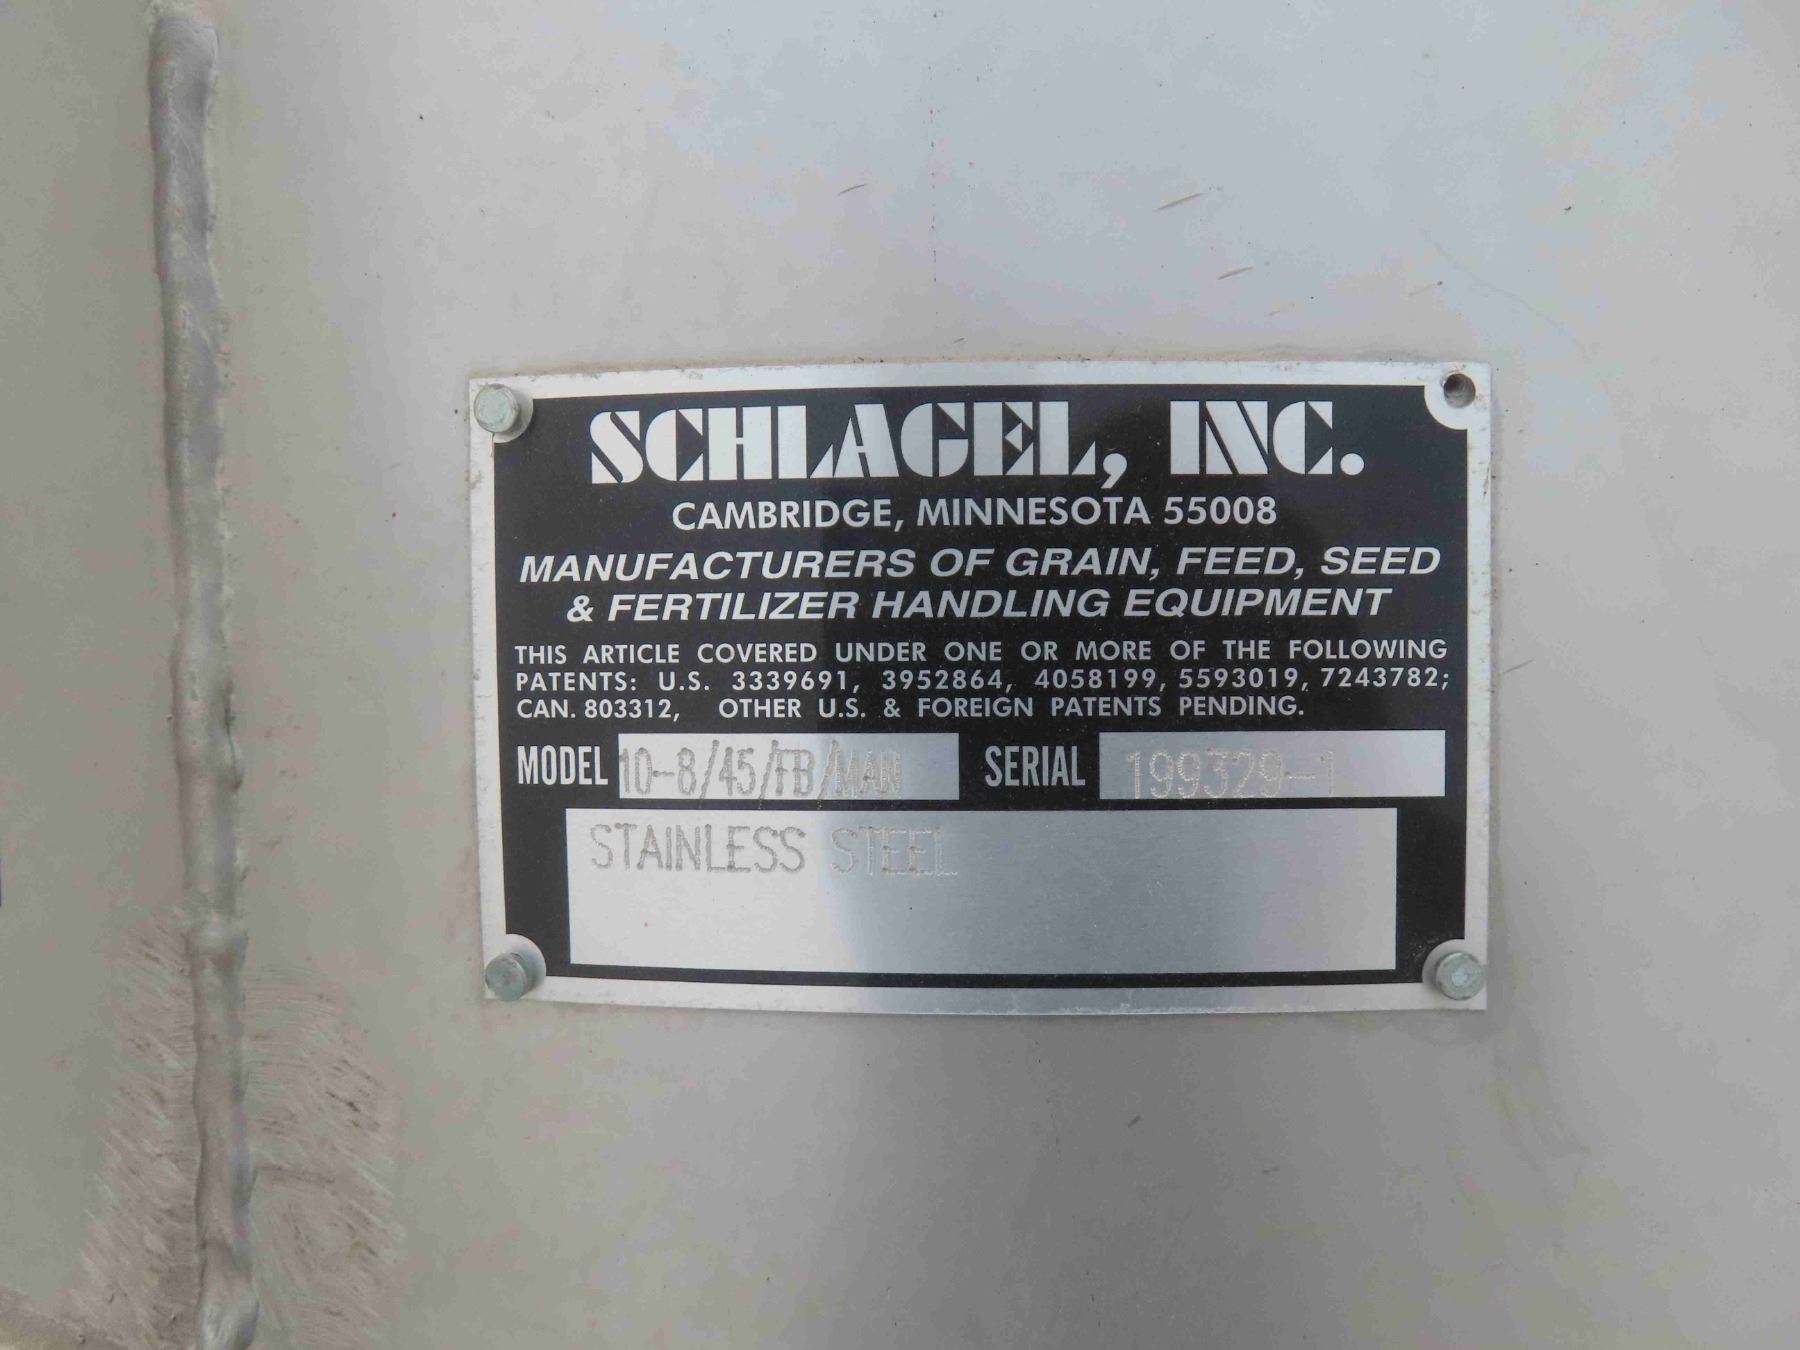 SCHLAGEL, INC.
CAMBRIDGE, MINNESOTA 55008
MANUFACTURERS OF GRAIN, FEED, SEED
& FERTILIZER HANDLING EQUIPMENT
THIS ARTICLE COVERED UNDER ONE OR MORE OF THE FOLLOWING
PATENTS: U.S. 3339691, 3952864, 4058199, 5593019, 7243782;
CAN. 803312, OTHER U.S. & FOREIGN PATENTS PENDING.
MODEL 10-8/45/FB/MAN SERIAL 199329-1
STAINLESS STEEL